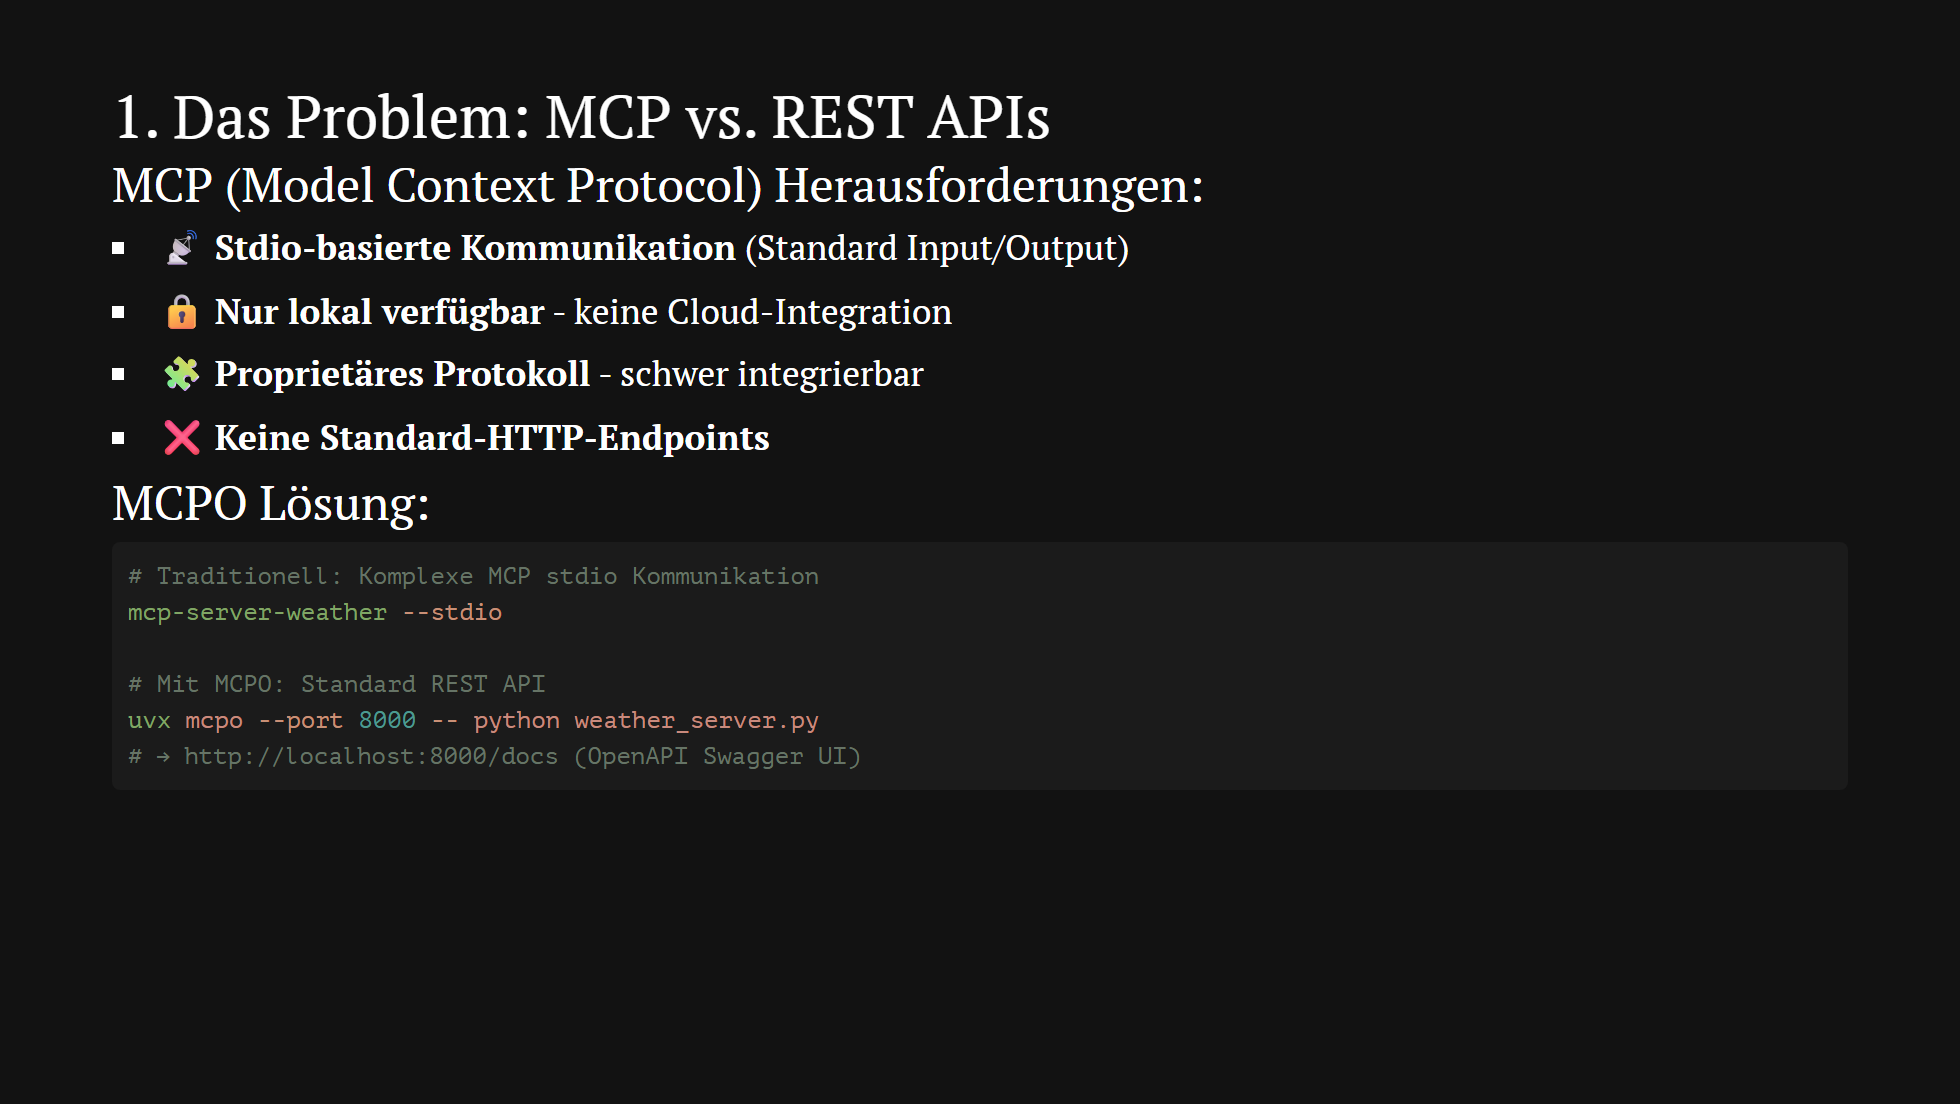 1. Das Problem: MCP vs. REST APIs
MCP (Model Context Protocol) Herausforderungen:
▪ 📡 Stdio-basierte Kommunikation (Standard Input/Output)
▪ 🔒 Nur lokal verfügbar - keine Cloud-Integration
▪ 🧩 Proprietäres Protokoll - schwer integrierbar
▪ ❌ Keine Standard-HTTP-Endpoints
MCPO Lösung:
# Traditionell: Komplexe MCP stdio Kommunikation
mcp-server-weather --stdio
# Mit MCPO: Standard REST API
uvx mcpo --port 8000 -- python weather_server.py
# → http://localhost:8000/docs (OpenAPI Swagger UI)